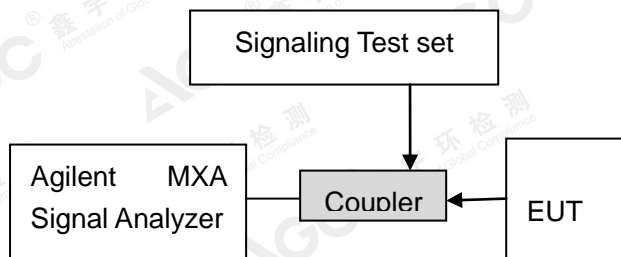 Signaling Test set
Agilent MXA
Signal Analyzer
Coupler
EUT